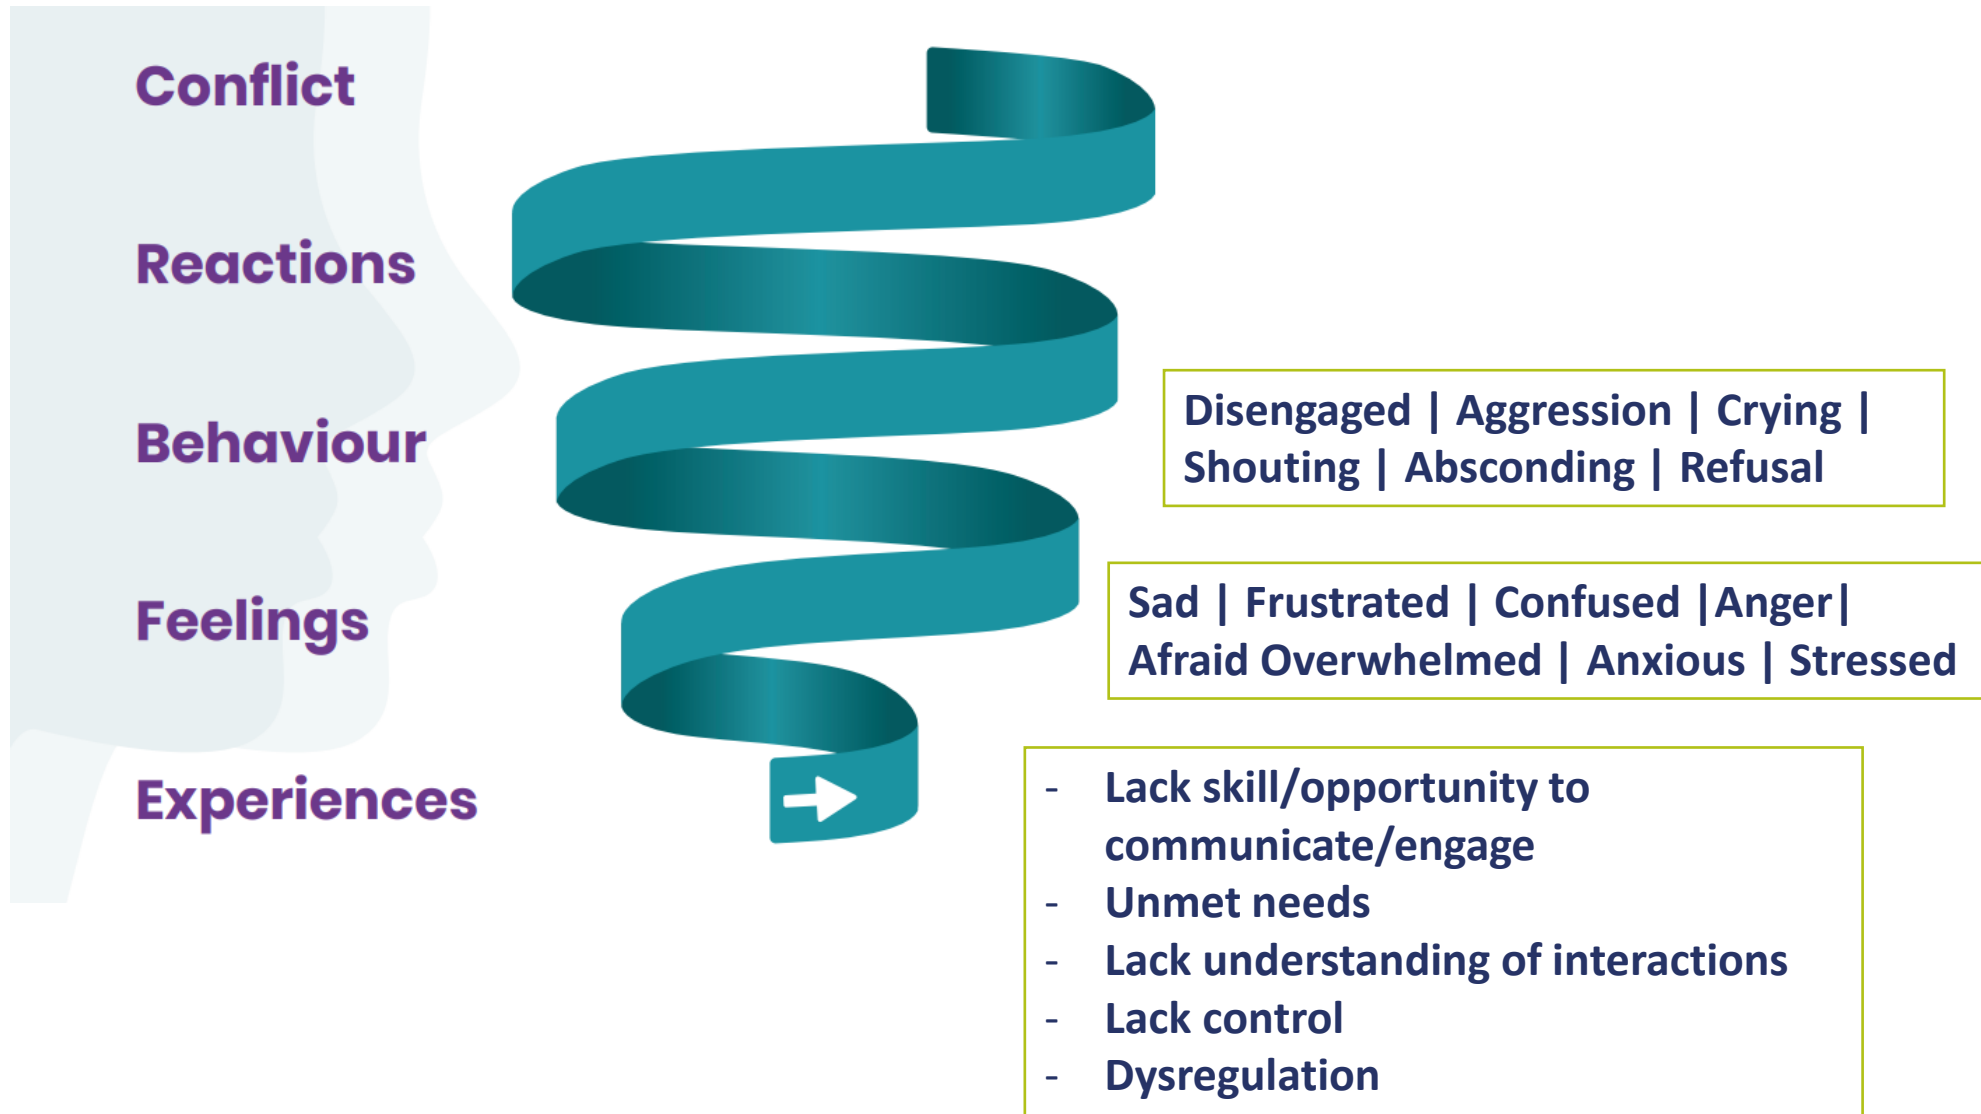 Conflict
Reactions
Behaviour
Disengaged | Aggression | Crying |
Shouting | Absconding | Refusal
Feelings
Sad | Frustrated | Confused |Anger|
Afraid Overwhelmed | Anxious | Stressed
Experiences
- Lack skill/opportunity to
communicate/engage
- Unmet needs
- Lack understanding of interactions
- Lack control
- Dysregulation